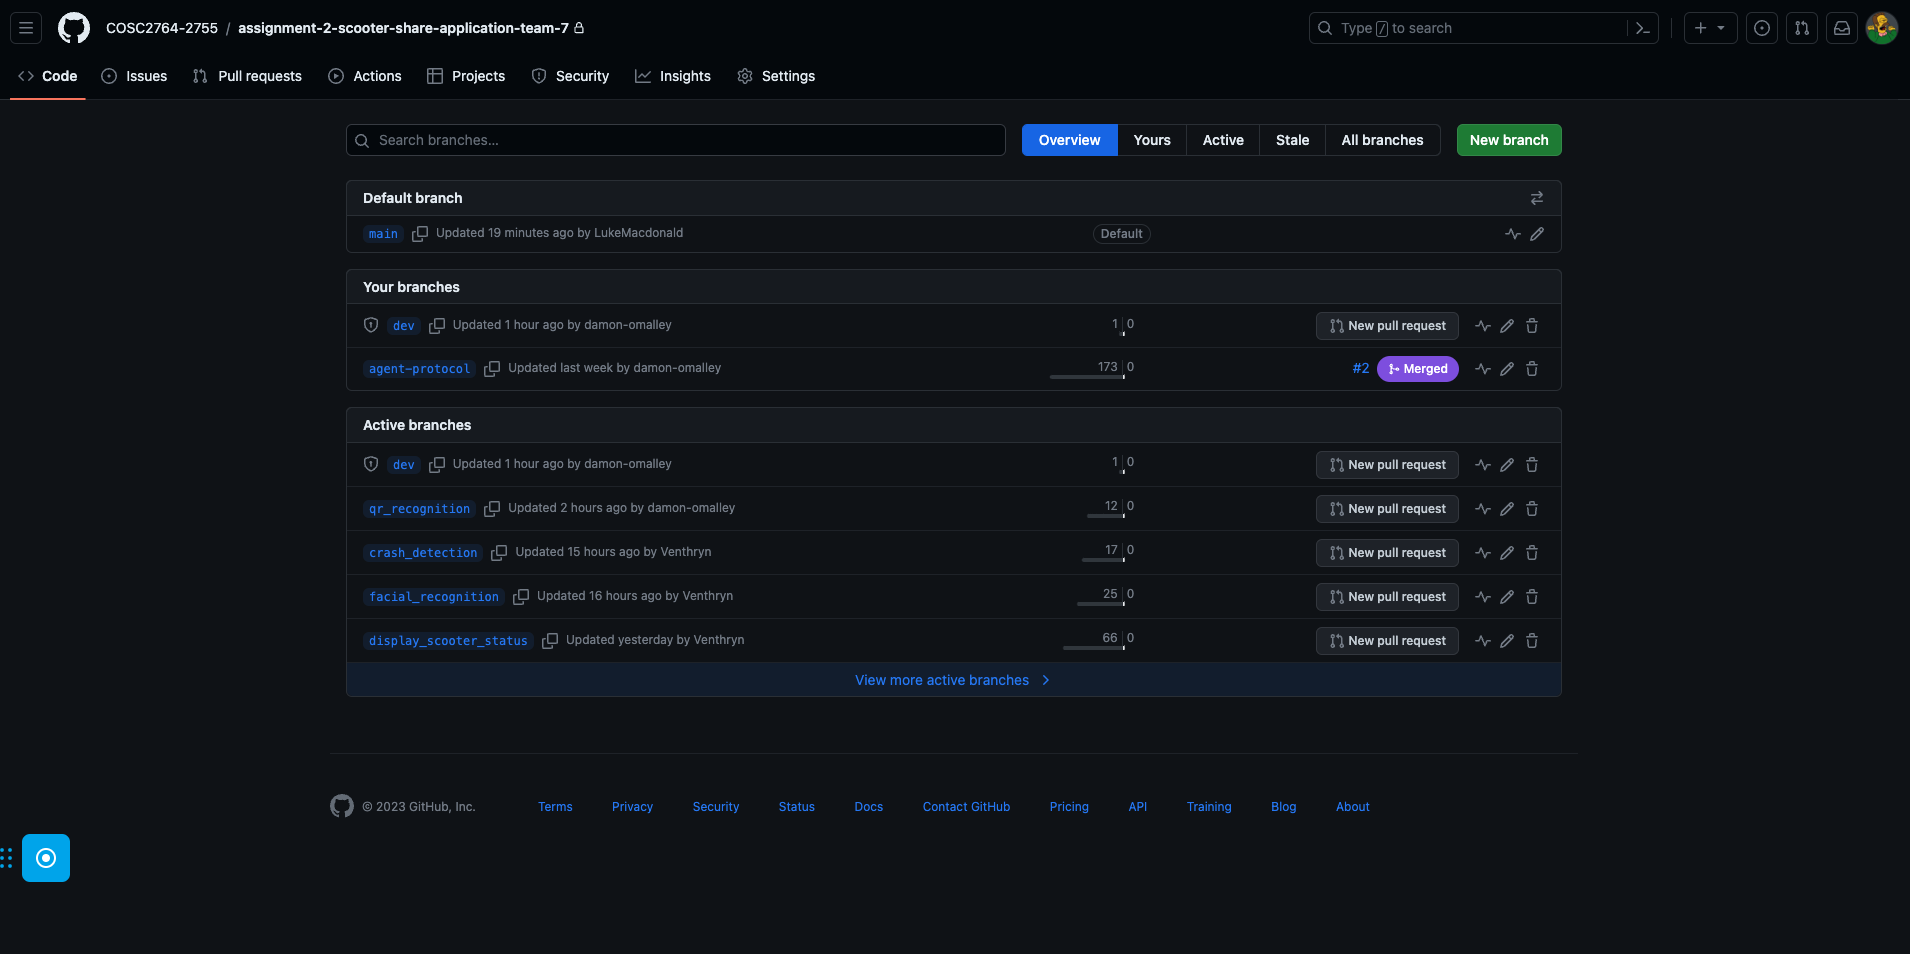 COSC2764-2755 / assignment-2-scooter-share-application-team-7
Type / to search
Code Issues Pull requests Actions Projects Security Insights Settings
Search branches...
Overview Yours Active Stale All branches New branch
Default branch
main Updated 19 minutes ago by LukeMacdonald Default
Your branches
dev Updated 1 hour ago by damon-omalley 1 0 New pull request
agent-protocol Updated last week by damon-omalley 173 0 #2 Merged
Active branches
dev Updated 1 hour ago by damon-omalley 1 0 New pull request
qr_recognition Updated 2 hours ago by damon-omalley 12 0 New pull request
crash_detection Updated 15 hours ago by Venthryn 17 0 New pull request
facial_recognition Updated 16 hours ago by Venthryn 25 0 New pull request
display_scooter_status Updated yesterday by Venthryn 66 0 New pull request
View more active branches
© 2023 GitHub, Inc. Terms Privacy Security Status Docs Contact GitHub Pricing API Training Blog About